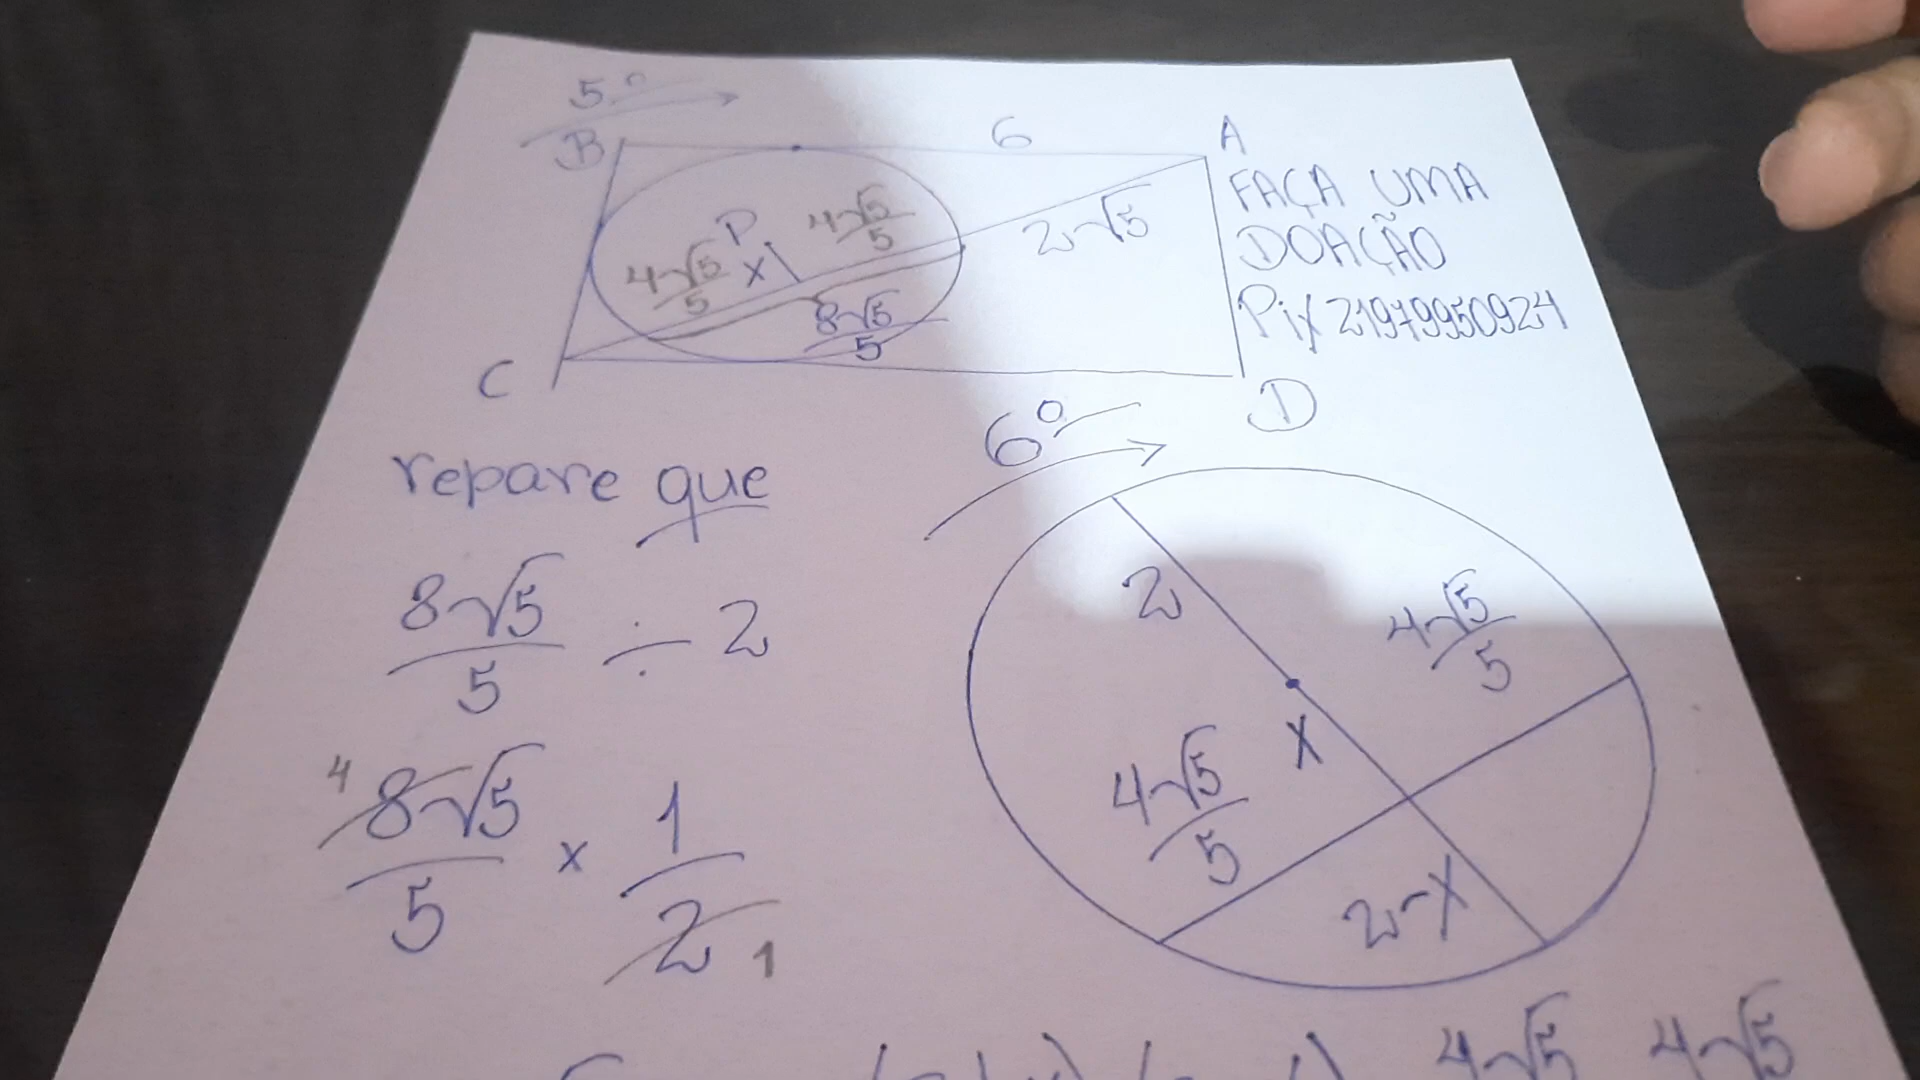 5º
B
6
A
FAÇA UMA
DOAÇÃO
Pix 21979950924
P
4√5/5
4√5/5
x
2√5
8√5/5
C
D
6º
repare que
8√5/5 ÷ 2
2
4√5/5
4√5/5
x
2-x
4
8√5/5 x 1/2
1
4√5 4√5